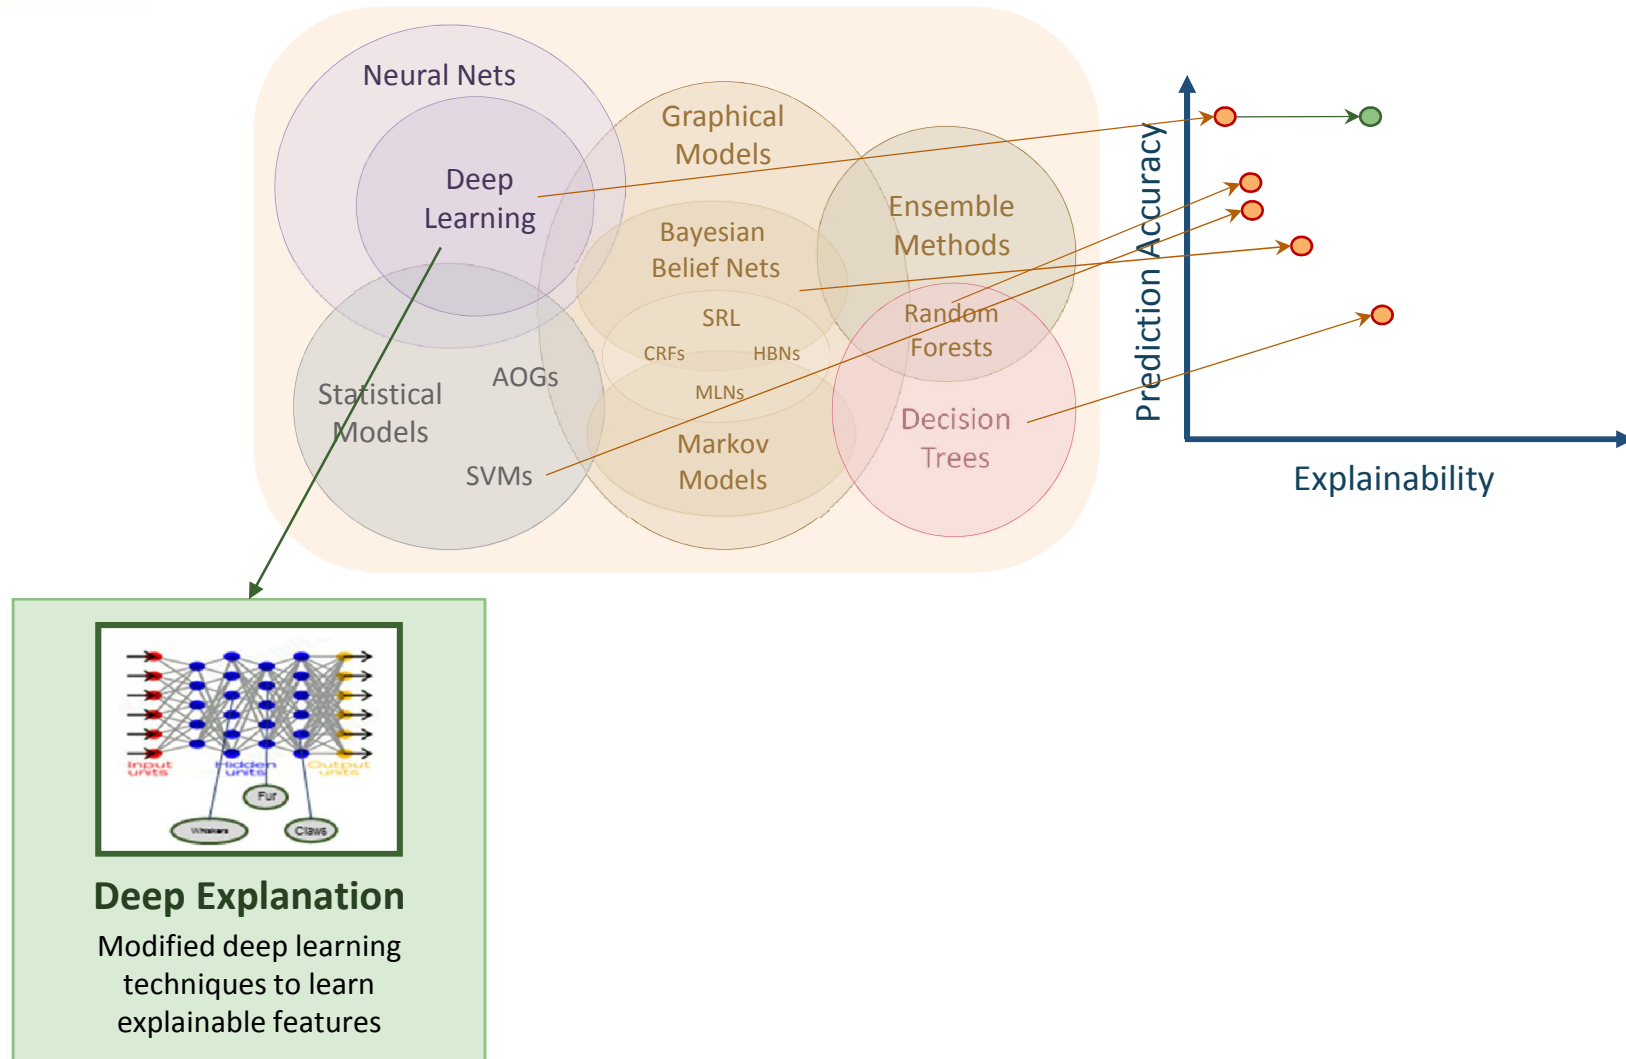 Neural Nets
Deep
Learning
Graphical
Models
Bayesian
Belief Nets
SRL
CRFs
HBNs
MLNs
Markov
Models
Ensemble
Methods
Random
Forests
Decision
Trees
Statistical
Models
AOGs
SVMs
Prediction Accuracy
Explainability
Input
units
Hidden
units
Output
units
Fur
Whiskers
Claws
Deep Explanation
Modified deep learning
techniques to learn
explainable features